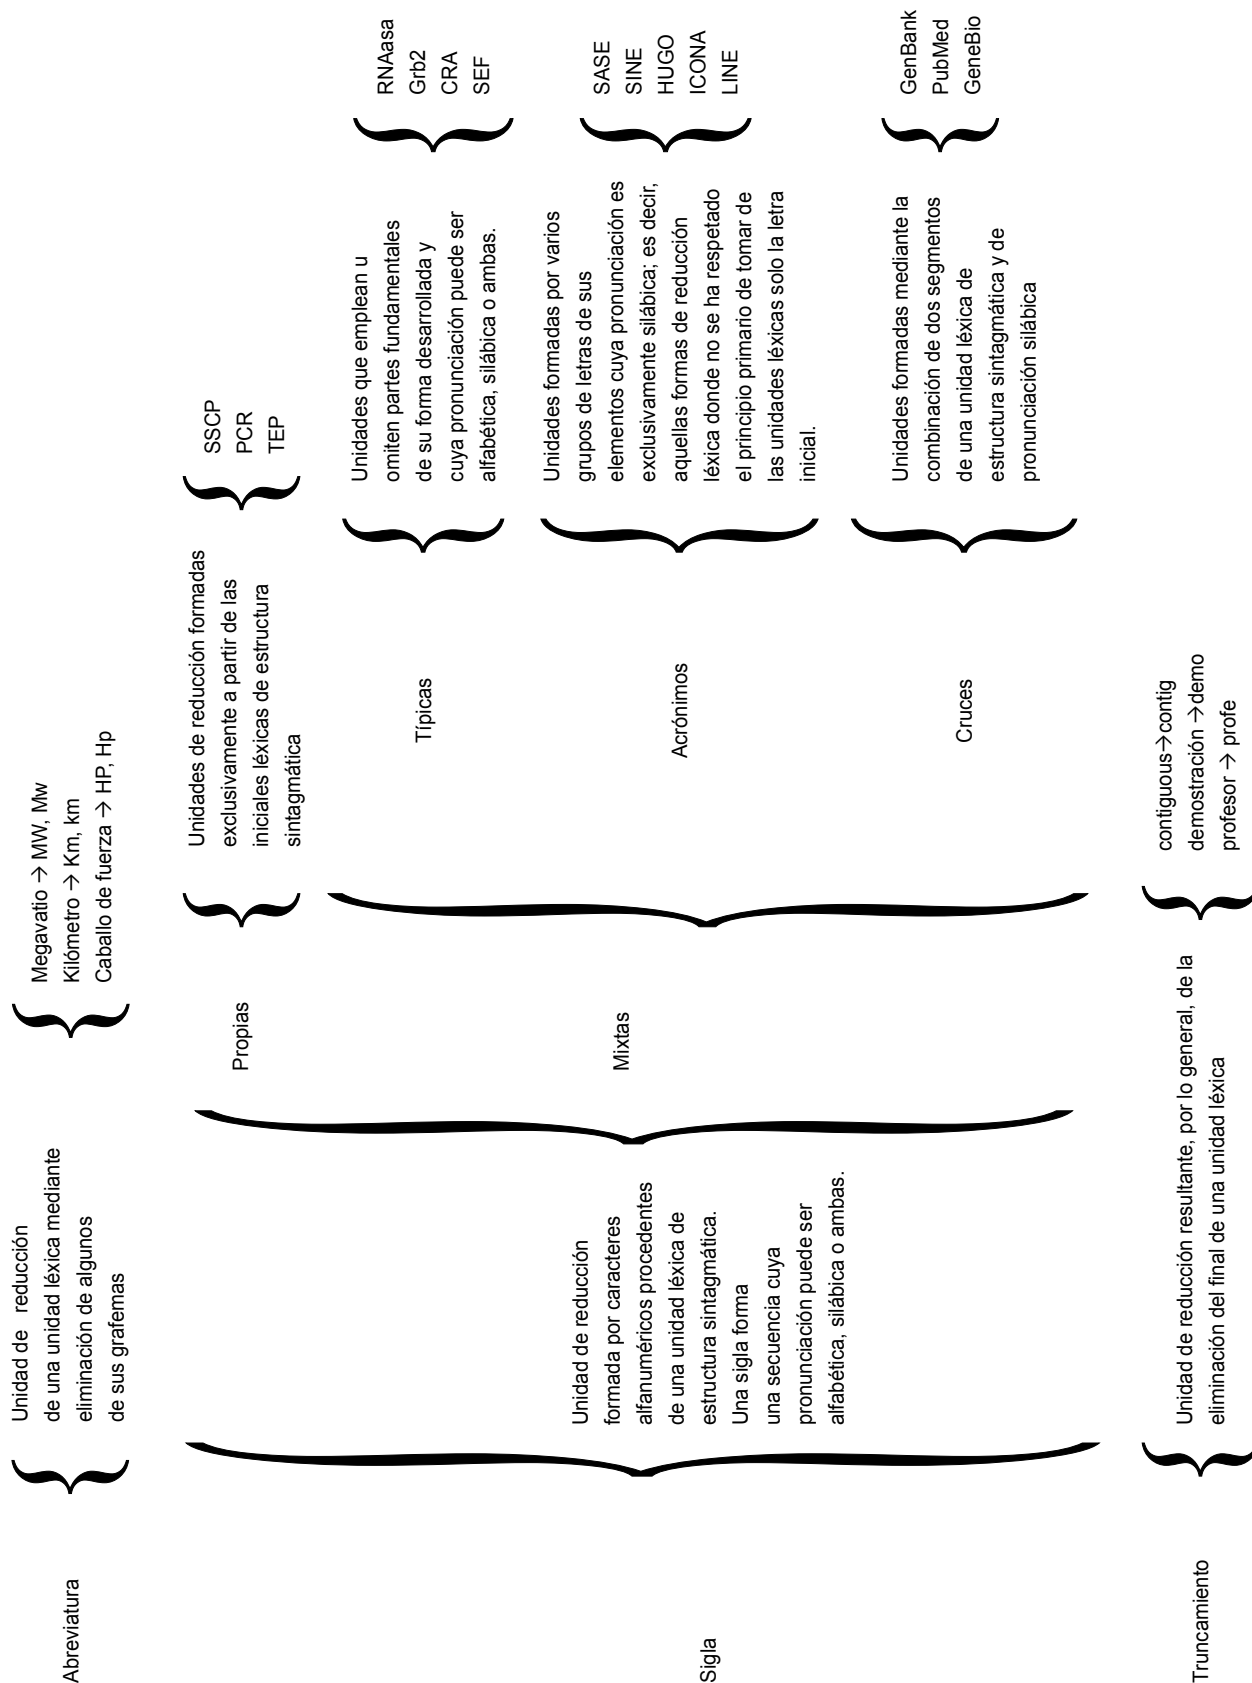 Abreviatura
Unidad de reducción
de una unidad léxica mediante
eliminación de algunos
de sus grafemas
Megavatio → MW, Mw
Kilómetro → Km, km
Caballo de fuerza → HP, Hp
Sigla
Unidad de reducción
formada por caracteres
alfanuméricos procedentes
de una unidad léxica de
estructura sintagmática.
Una sigla forma
una secuencia cuya
pronunciación puede ser
alfabética, silábica o ambas.
Propias
Unidades de reducción formadas
exclusivamente a partir de las
iniciales léxicas de estructura
sintagmática
SSCP
PCR
TEP
Mixtas
Típicas
Unidades que emplean u
omiten partes fundamentales
de su forma desarrollada y
cuya pronunciación puede ser
alfabética, silábica o ambas.
RNAasa
Grb2
CRA
SEF
Acrónimos
Unidades formadas por varios
grupos de letras de sus
elementos cuya pronunciación es
exclusivamente silábica; es decir,
aquellas formas de reducción
léxica donde no se ha respetado
el principio primario de tomar de
las unidades léxicas solo la letra
inicial.
SASE
SINE
HUGO
ICONA
LINE
Cruces
Unidades formadas mediante la
combinación de dos segmentos
de una unidad léxica de
estructura sintagmática y de
pronunciación silábica
GenBank
PubMed
GeneBio
Truncamiento
Unidad de reducción resultante, por lo general, de la
eliminación del final de una unidad léxica
contiguous→contig
demostración →demo
profesor → profe